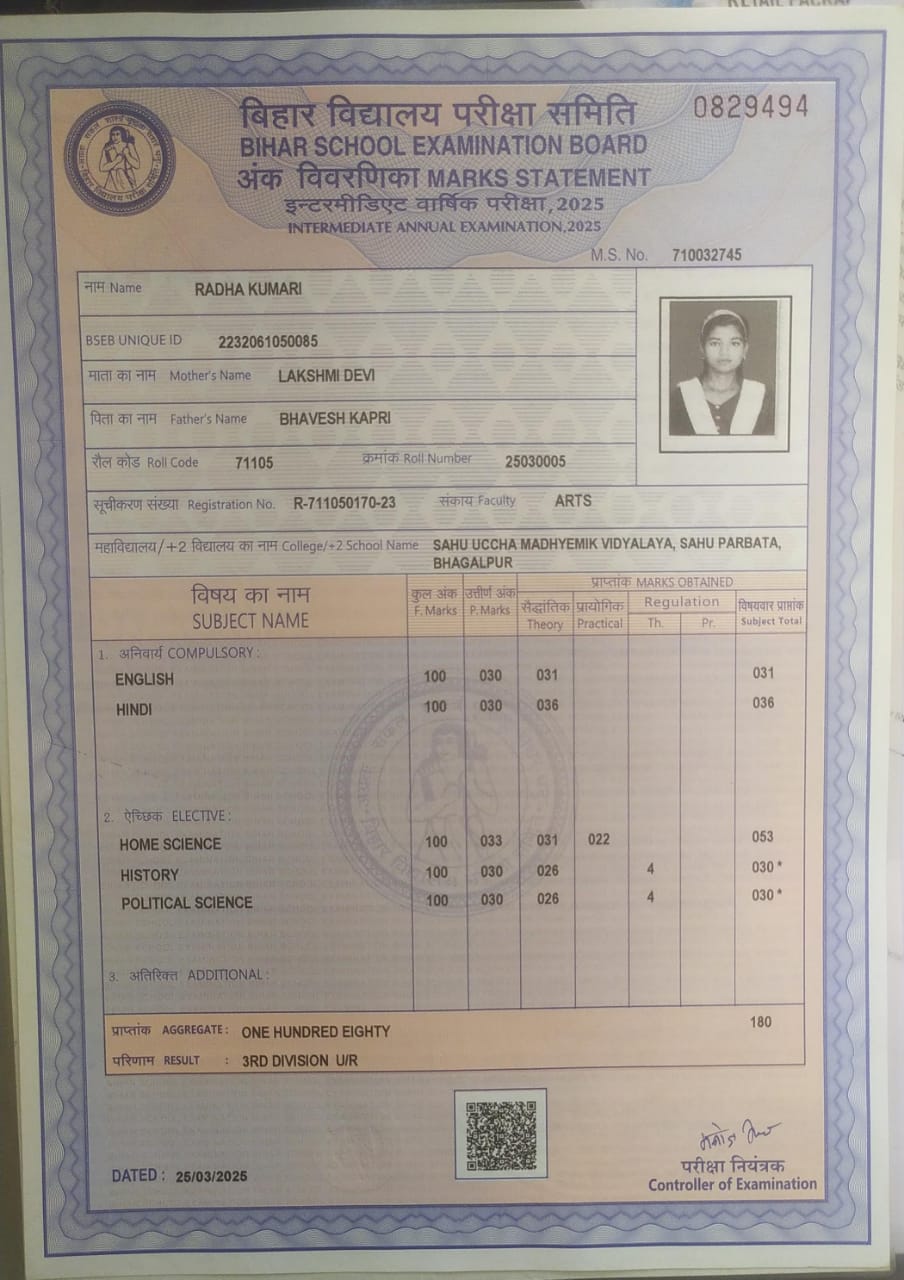 बिहार विद्यालय परीक्षा समिति
0829494
BIHAR SCHOOL EXAMINATION BOARD
अंक विवरणिका MARKS STATEMENT
इन्टरमीडिएट वार्षिक परीक्षा,2025
INTERMEDIATE ANNUAL EXAMINATION,2025
M.S. No. 710032745
नाम Name RADHA KUMARI
BSEB UNIQUE ID 2232061050085
माता का नाम Mother's Name LAKSHMI DEVI
पिता का नाम Father's Name BHAVESH KAPRI
रौल कोड Roll Code 71105 क्रमांक Roll Number 25030005
सूचीकरण संख्या Registration No. R-711050170-23 संकाय Faculty ARTS
महाविद्यालय/+2 विद्यालय का नाम College/+2 School Name SAHU UCCHA MADHYEMIK VIDYALAYA, SAHU PARBATA,
BHAGALPUR
विषय का नाम
SUBJECT NAME
कुल अंक
F. Marks
उत्तीर्ण अंक
P. Marks
प्राप्तांक MARKS OBTAINED
सैद्धांतिक
Theory
प्रायोगिक
Practical
Regulation
Th. Pr.
विषयवार प्राप्तांक
Subject Total
1. अनिवार्य COMPULSORY :
ENGLISH 100 030 031 031
HINDI 100 030 036 036
2. ऐच्छिक ELECTIVE :
HOME SCIENCE 100 033 031 022 053
HISTORY 100 030 026 4 030 *
POLITICAL SCIENCE 100 030 026 4 030 *
3. अतिरिक्त ADDITIONAL :
प्राप्तांक AGGREGATE : ONE HUNDRED EIGHTY 180
परिणाम RESULT : 3RD DIVISION U/R
DATED : 25/03/2025
परीक्षा नियंत्रक
Controller of Examination